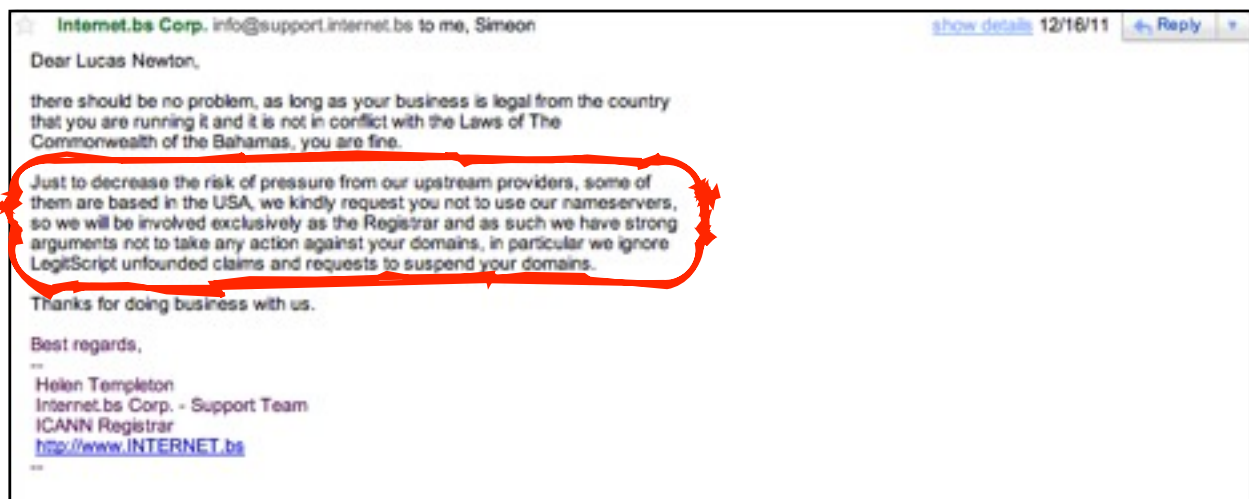 Internet.bs Corp. info@support.internet.bs to me, Simeon show details 12/16/11 Reply
Dear Lucas Newton,
there should be no problem, as long as your business is legal from the country
that you are running it and it is not in conflict with the Laws of The
Commonwealth of the Bahamas, you are fine.
Just to decrease the risk of pressure from our upstream providers, some of
them are based in the USA, we kindly request you not to use our nameservers,
so we will be involved exclusively as the Registrar and as such we have strong
arguments not to take any action against your domains, in particular we ignore
LegitScript unfounded claims and requests to suspend your domains.
Thanks for doing business with us.
Best regards,
--
Helen Templeton
Internet.bs Corp. - Support Team
ICANN Registrar
http://www.INTERNET.bs
--